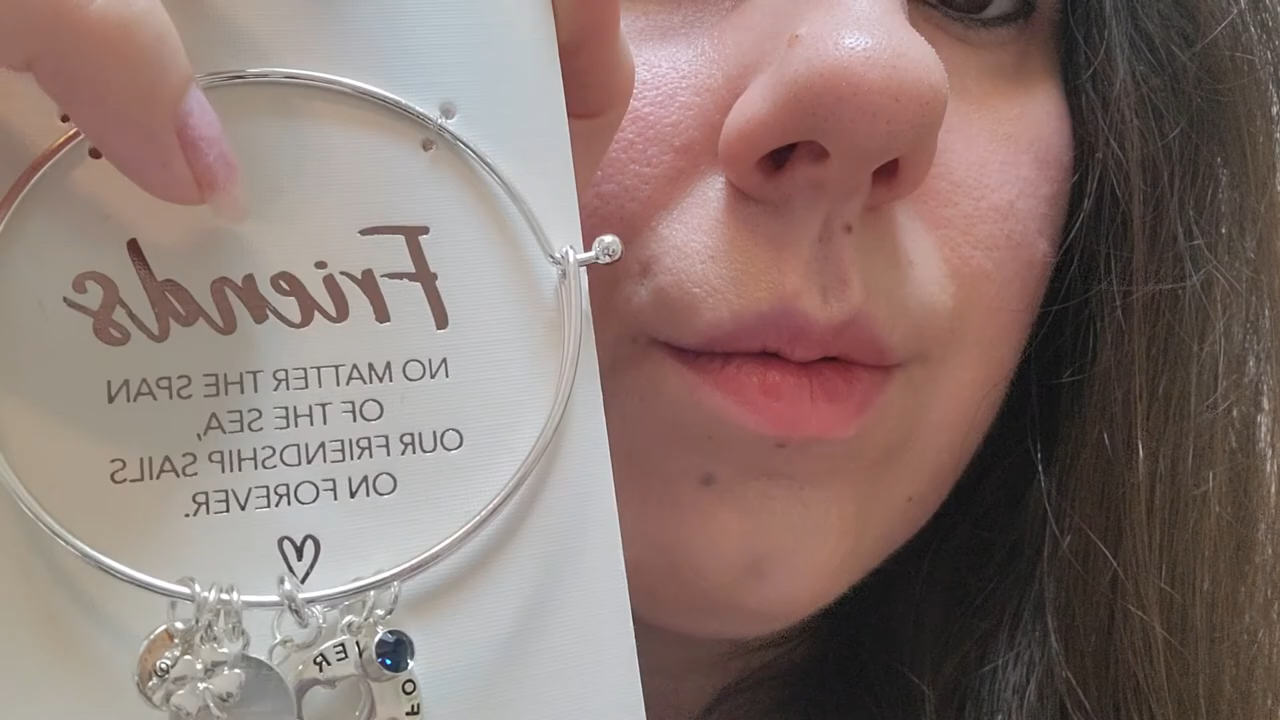 Friends
NO MATTER THE SPAN
OF THE SEA,
OUR FRIENDSHIP SAILS
ON FOREVER.